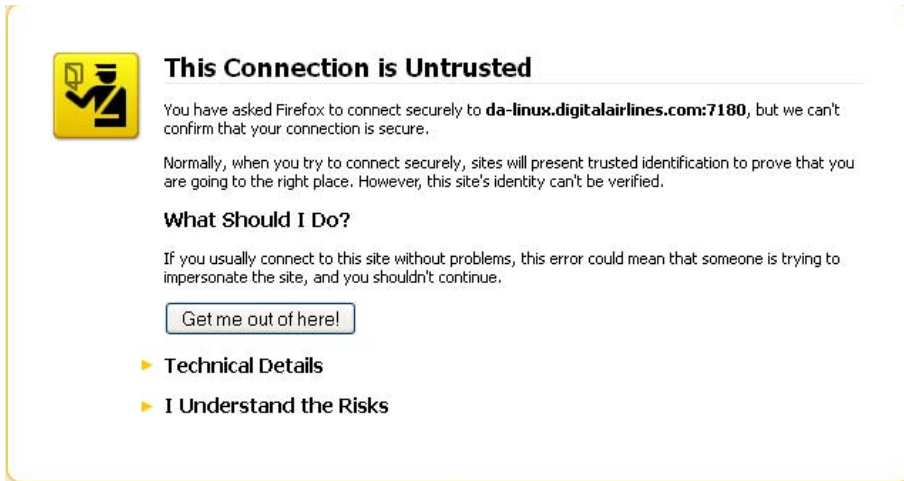 This Connection is Untrusted
You have asked Firefox to connect securely to da-linux.digitalairlines.com:7180, but we can't
confirm that your connection is secure.
Normally, when you try to connect securely, sites will present trusted identification to prove that you
are going to the right place. However, this site's identity can't be verified.
What Should I Do?
If you usually connect to this site without problems, this error could mean that someone is trying to
impersonate the site, and you shouldn't continue.
Get me out of here!
Technical Details
I Understand the Risks